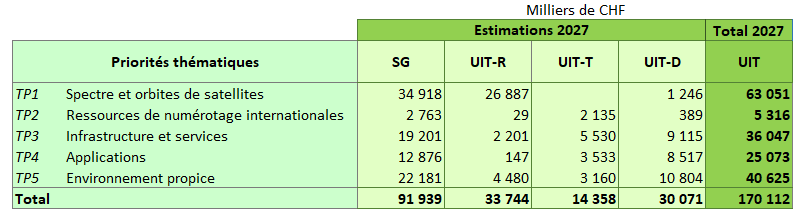 Milliers de CHF
Estimations 2027 Total 2027
Priorités thématiques SG UIT-R UIT-T UIT-D UIT
TP1 Spectre et orbites de satellites 34 918 26 887 1 246 63 051
TP2 Ressources de numérotage internationales 2 763 29 2 135 389 5 316
TP3 Infrastructure et services 19 201 2 201 5 530 9 115 36 047
TP4 Applications 12 876 147 3 533 8 517 25 073
TP5 Environnement propice 22 181 4 480 3 160 10 804 40 625
Total 91 939 33 744 14 358 30 071 170 112